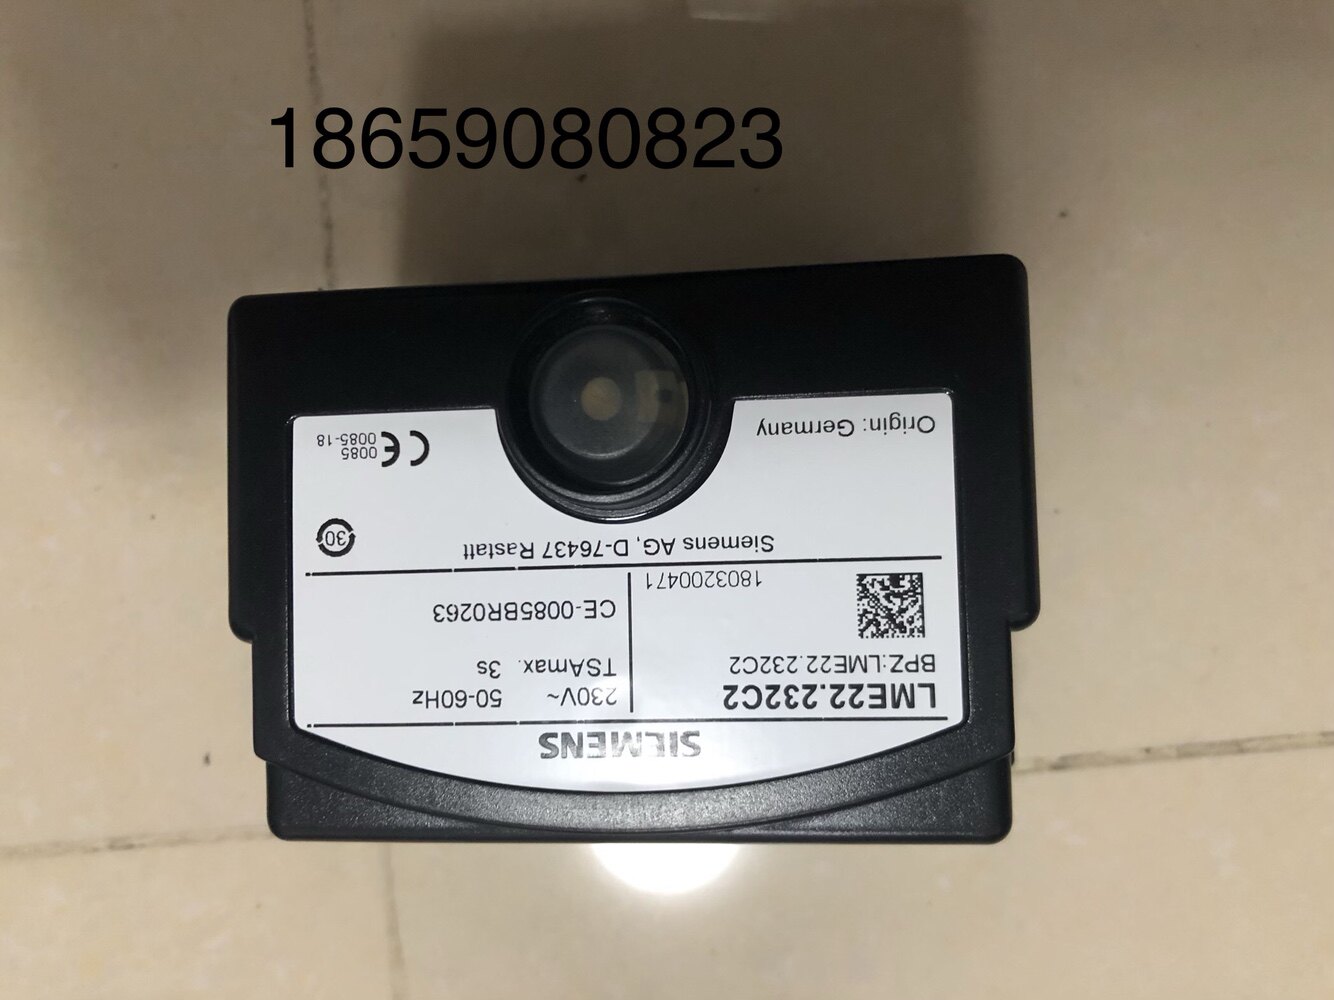 18659080823
SIEMENS
LME22.232C2
BPZ:LME22.232C2
1803200471
230V~ 50-60Hz
TSAmax. 3s
CE-0085BR0263
Siemens AG, D-76437 Rastatt
30
Origin: Germany
CE 0085
0085-18